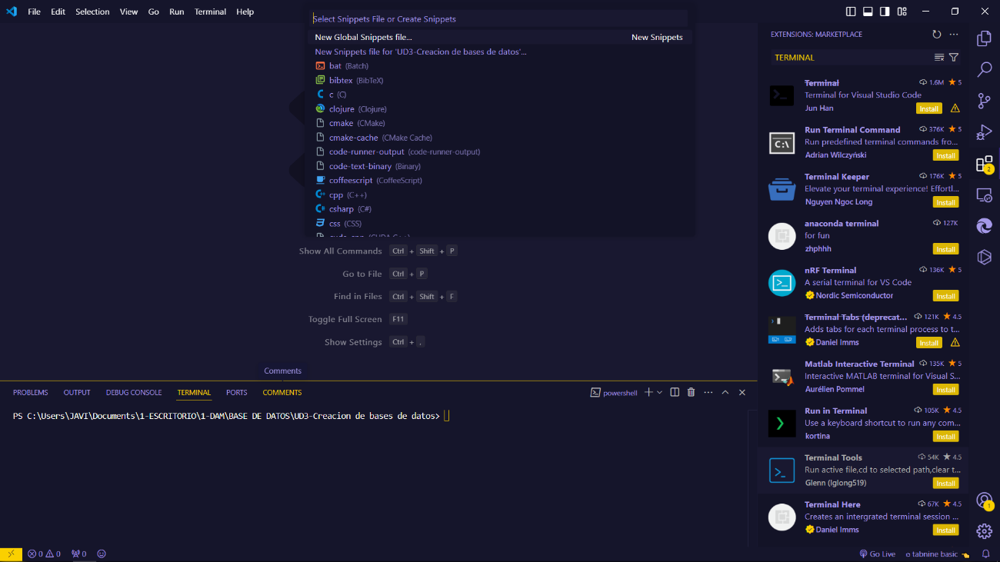 File Edit Selection View Go Run Terminal Help
Select Snippets File or Create Snippets
New Global Snippets file... New Snippets
New Snippets file for 'UD3-Creacion de bases de datos'...
bat (Batch)
bibtex (BibTeX)
c (C)
clojure (Clojure)
cmake (CMake)
cmake-cache (CMake Cache)
code-runner-output (code-runner-output)
code-text-binary (Binary)
coffeescript (CoffeeScript)
cpp (C++)
csharp (C#)
css (CSS)
Show All Commands Ctrl + Shift + P
Go to File Ctrl + P
Find in Files Ctrl + Shift + F
Toggle Full Screen F11
Show Settings Ctrl + ,
Comments
PROBLEMS OUTPUT DEBUG CONSOLE TERMINAL PORTS COMMENTS
powershell
PS C:\Users\JAVI\Documents\1-ESCRITORIO\1-DAM\BASE DE DATOS\UD3-Creacion de bases de datos>
EXTENSIONS: MARKETPLACE
TERMINAL
Terminal 1.6M 5
Terminal for Visual Studio Code
Jun Han Install
C:\
Run Terminal Command 376K 5
Run predefined terminal commands fro...
Adrian Wilczyński Install
Terminal Keeper 176K 5
Elevate your terminal experience! Effortl...
Nguyen Ngoc Long Install
anaconda terminal 127K
for fun
zhphhh Install
nRF Terminal 136K 5
A serial terminal for VS Code
Nordic Semiconductor Install
Terminal Tabs (deprecat... 121K 4.5
Adds tabs for each terminal process to t...
Daniel Imms Install
Matlab Interactive Terminal 135K 5
Interactive MATLAB terminal for Visual S...
Aurélien Pommel Install
Run in Terminal 105K 4.5
Use a keyboard shortcut to run any com...
kortina Install
Terminal Tools 54K 4.5
Run active file,cd to selected path,clear t...
Glenn (lglong519) Install
Terminal Here 67K 4.5
Creates an intergrated terminal session ...
Daniel Imms Install
2
1
0 0 0
Go Live tabnine basic